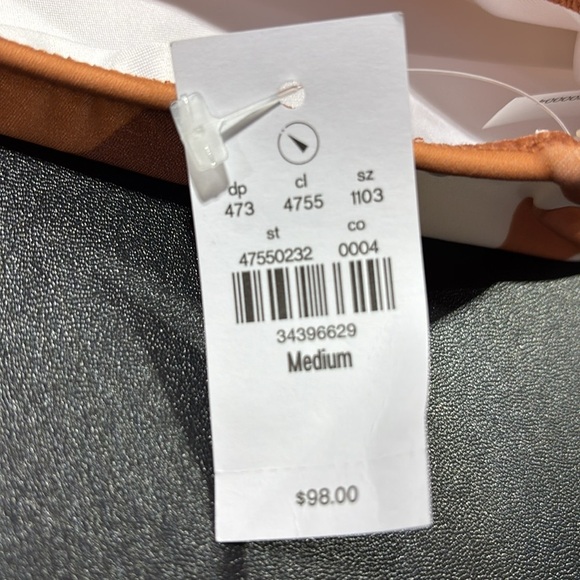 dp cl sz
473 4755 1103
st co
47550232 0004
34396629
Medium
$98.00